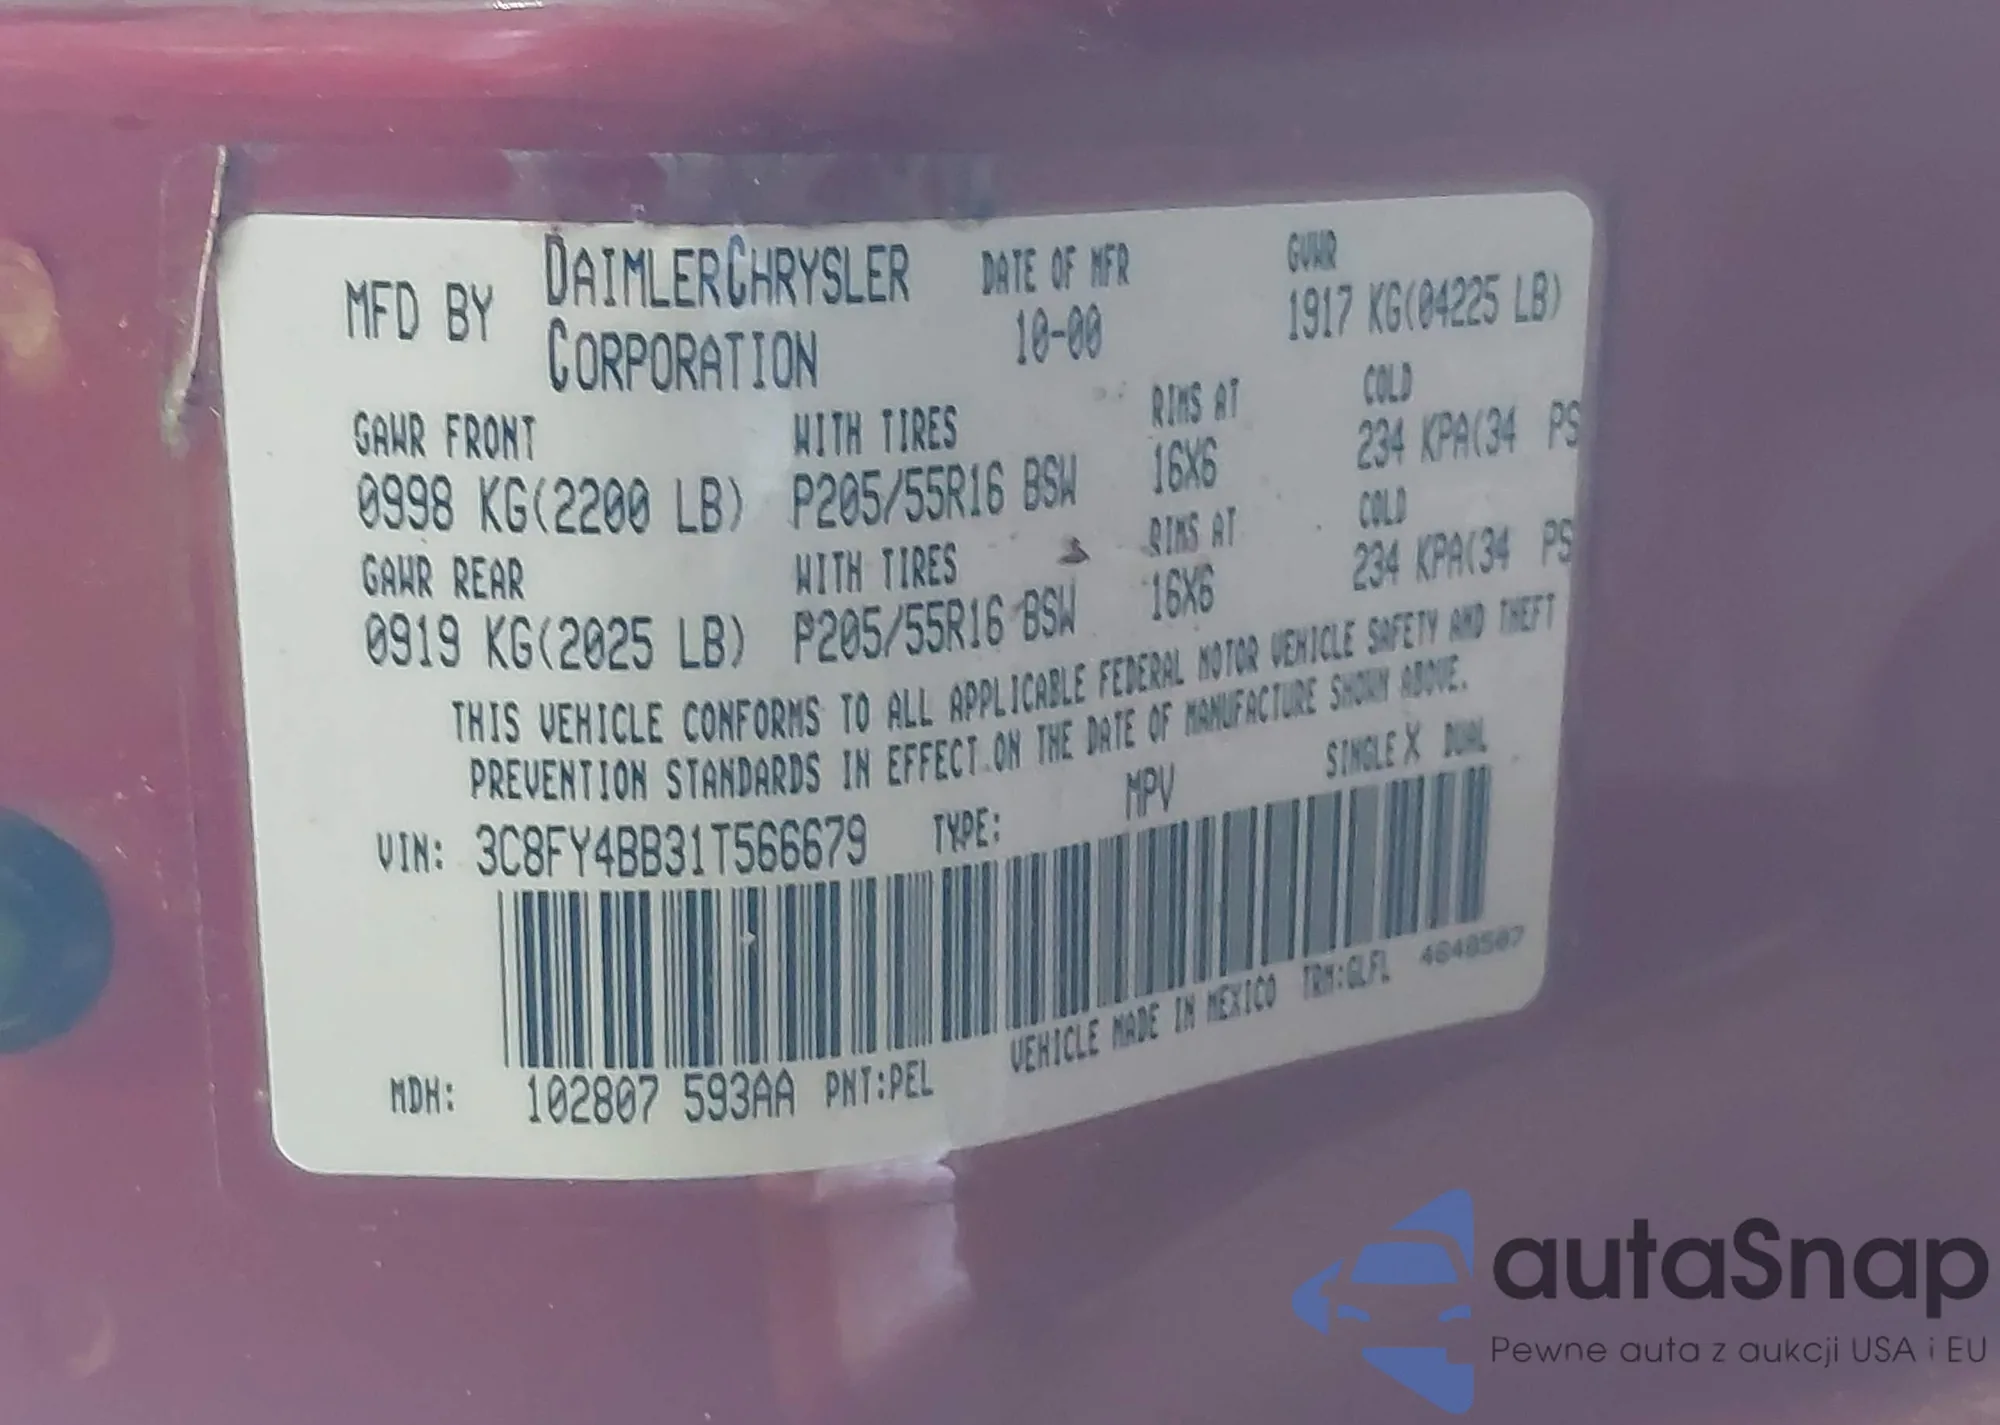 MFD BY DAIMLERCHRYSLER CORPORATION DATE OF MFR 10-00 GVWR 1917 KG(04225 LB)
GAWR FRONT WITH TIRES RIMS AT COLD
0998 KG(2200 LB) P205/55R16 BSW 16X6 234 KPA(34 PS
GAWR REAR WITH TIRES RIMS AT COLD
0919 KG(2025 LB) P205/55R16 BSW 16X6 234 KPA(34 PS
THIS VEHICLE CONFORMS TO ALL APPLICABLE FEDERAL MOTOR VEHICLE SAFETY AND THEFT
PREVENTION STANDARDS IN EFFECT ON THE DATE OF MANUFACTURE SHOWN ABOVE.
VIN: 3C8FY4BB31T566679 TYPE: MPV SINGLE X DUAL
MDH: 102807 593AA PNT:PEL VEHICLE MADE IN MEXICO TRM:GLFL 4648507
autaSnap
Pewne auta z aukcji USA i EU